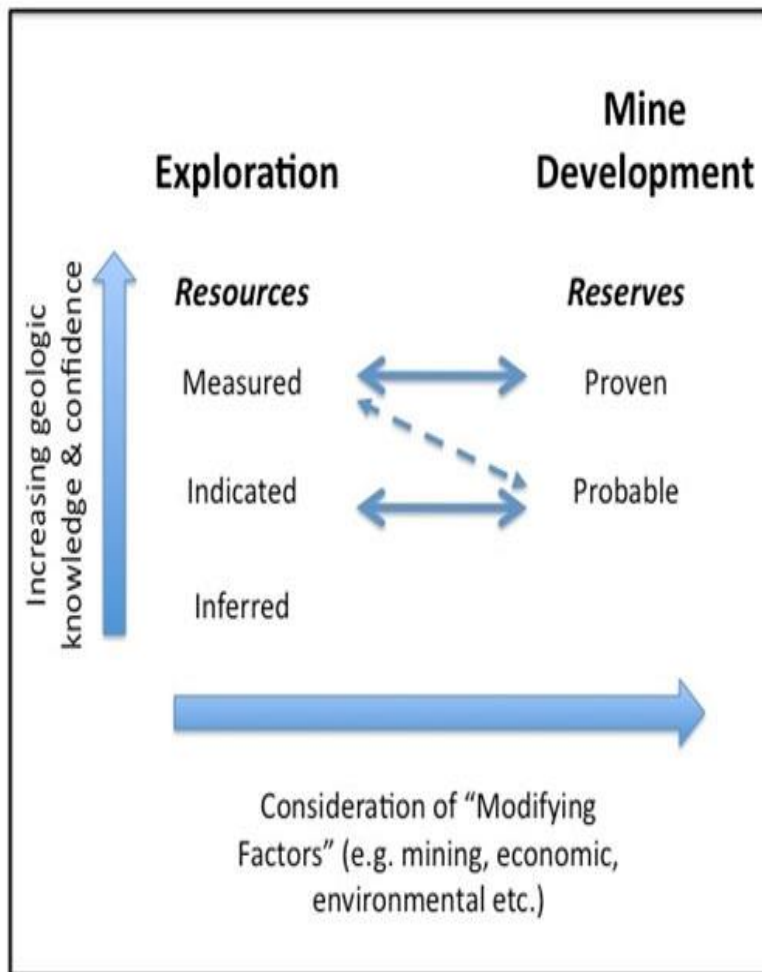 Mine
Exploration Development
Increasing geologic
knowledge & confidence
Resources Reserves
Measured Proven
Indicated Probable
Inferred
Consideration of “Modifying
Factors” (e.g. mining, economic,
environmental etc.)